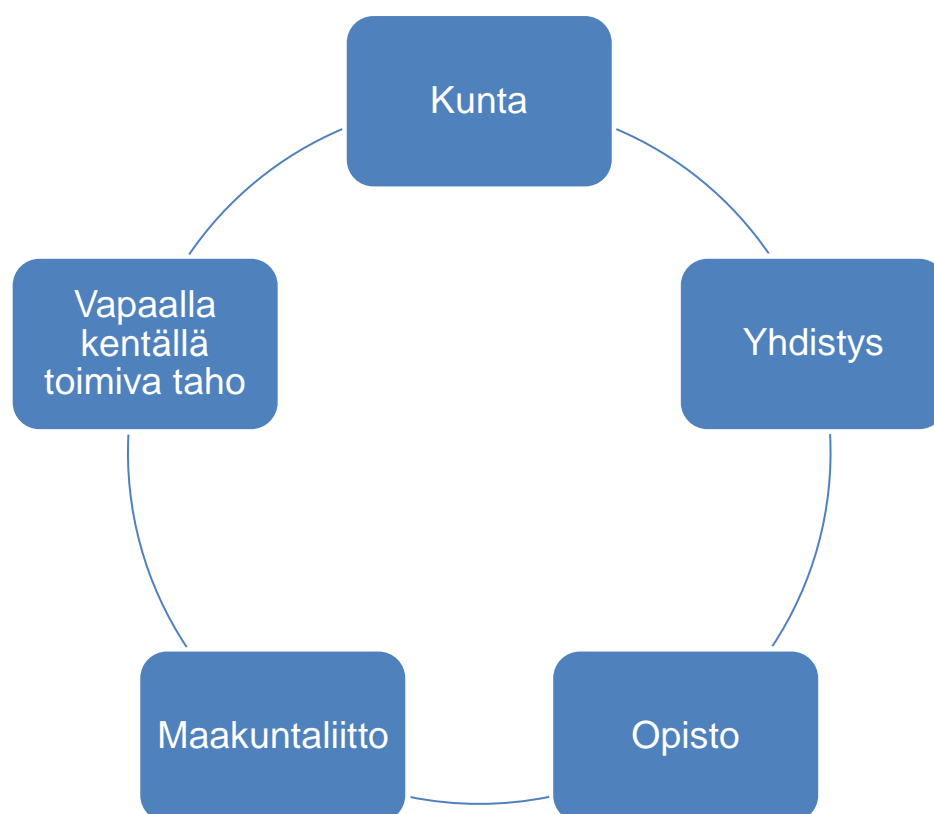 Kunta
Vapaalla
kentällä
toimiva taho
Yhdistys
Maakuntaliitto
Opisto